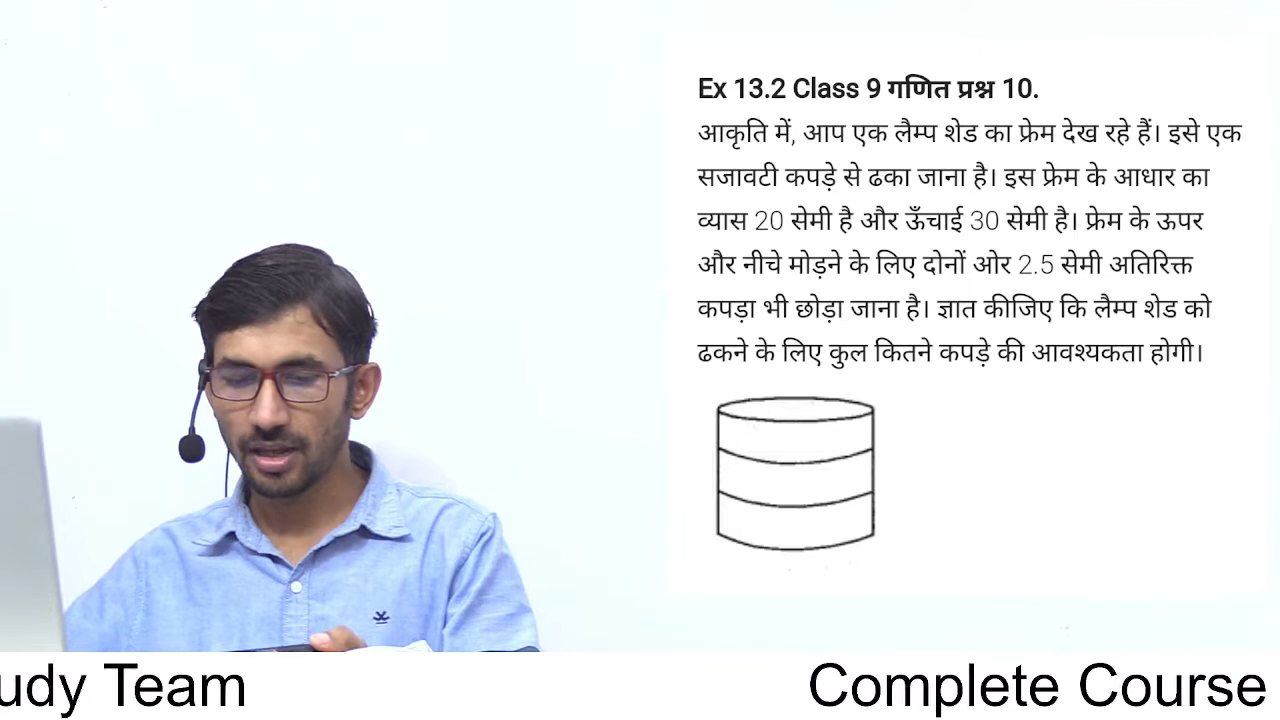 Ex 13.2 Class 9 गणित प्रश्न 10.
आकृति में, आप एक लैम्प शेड का फ्रेम देख रहे हैं। इसे एक
सजावटी कपड़े से ढका जाना है। इस फ्रेम के आधार का
व्यास 20 सेमी है और ऊँचाई 30 सेमी है। फ्रेम के ऊपर
और नीचे मोड़ने के लिए दोनों ओर 2.5 सेमी अतिरिक्त
कपड़ा भी छोड़ा जाना है। ज्ञात कीजिए कि लैम्प शेड को
ढकने के लिए कुल कितने कपड़े की आवश्यकता होगी।
udy Team Complete Course